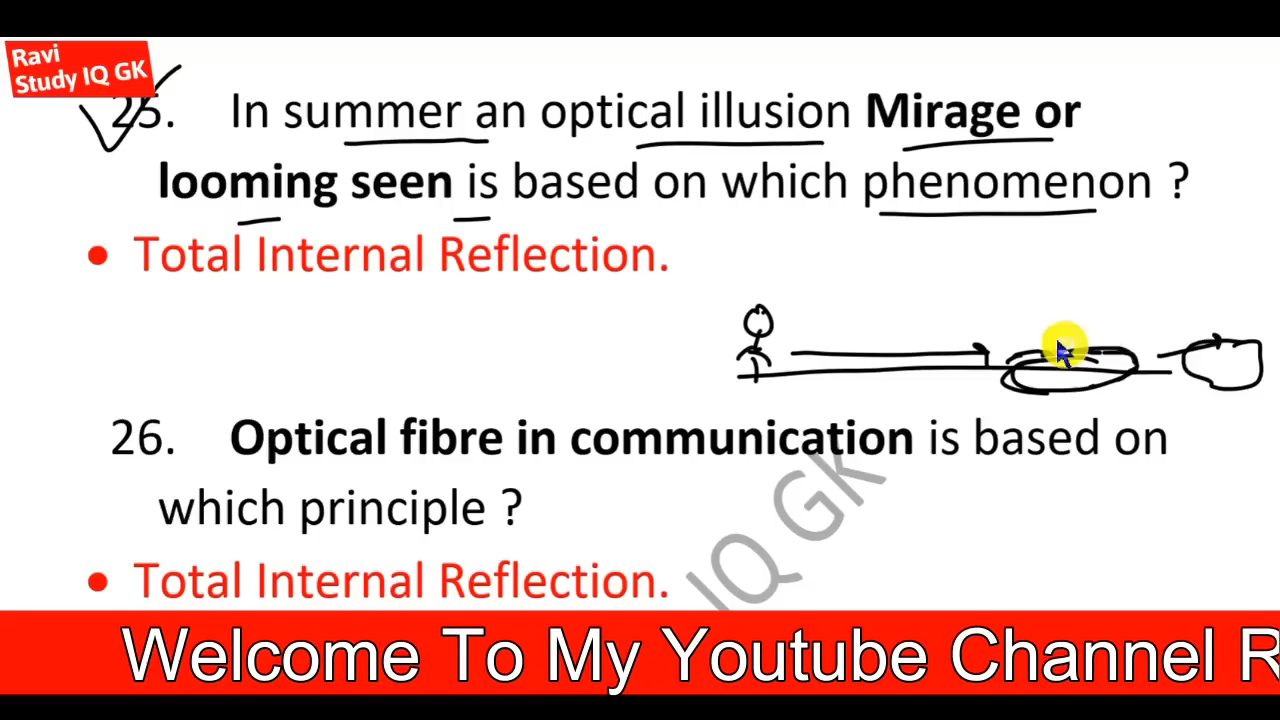 Ravi
Study IQ GK
25. In summer an optical illusion Mirage or
looming seen is based on which phenomenon ?
• Total Internal Reflection.
26. Optical fibre in communication is based on
which principle ?
• Total Internal Reflection.
IQ Gk
Welcome To My Youtube Channel R